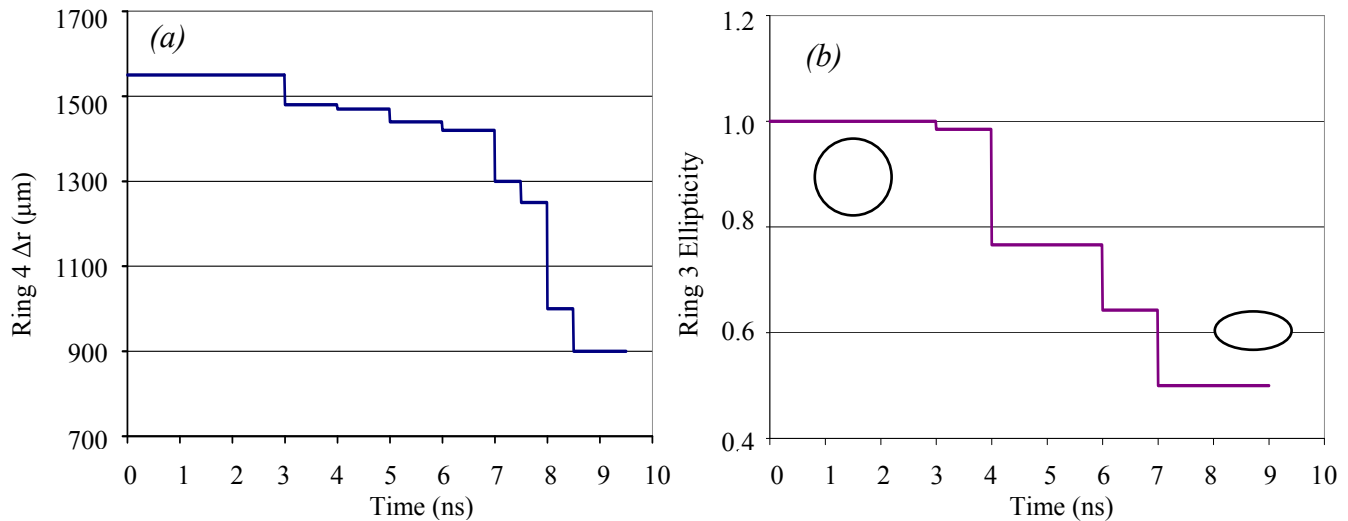 (a)
1700
1500
1300
1100
900
700
Ring 4 Δr (μm)
0 1 2 3 4 5 6 7 8 9 10
Time (ns)
(b)
1.2
1.0
0.8
0.6
0.4
Ring 3 Ellipticity
0 1 2 3 4 5 6 7 8 9 10
Time (ns)